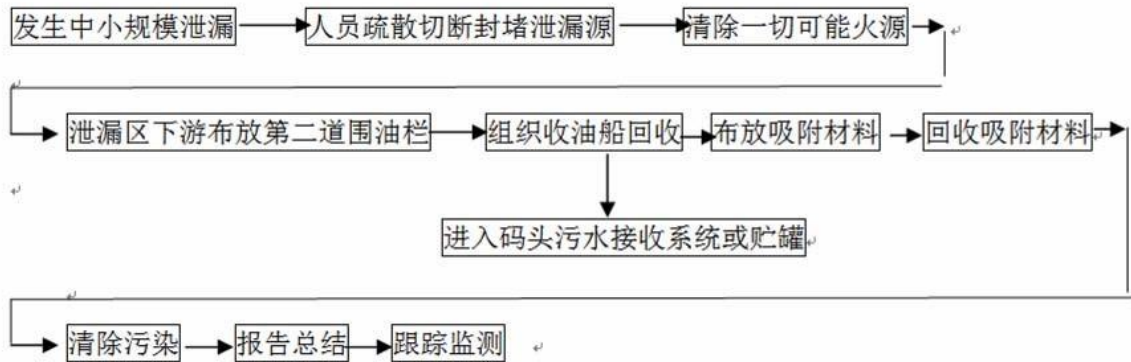 发生中小规模泄漏 人员疏散切断封堵泄漏源 清除一切可能火源
泄漏区下游布放第二道围油栏 组织收油船回收 布放吸附材料 回收吸附材料
进入码头污水接收系统或贮罐
清除污染 报告总结 跟踪监测